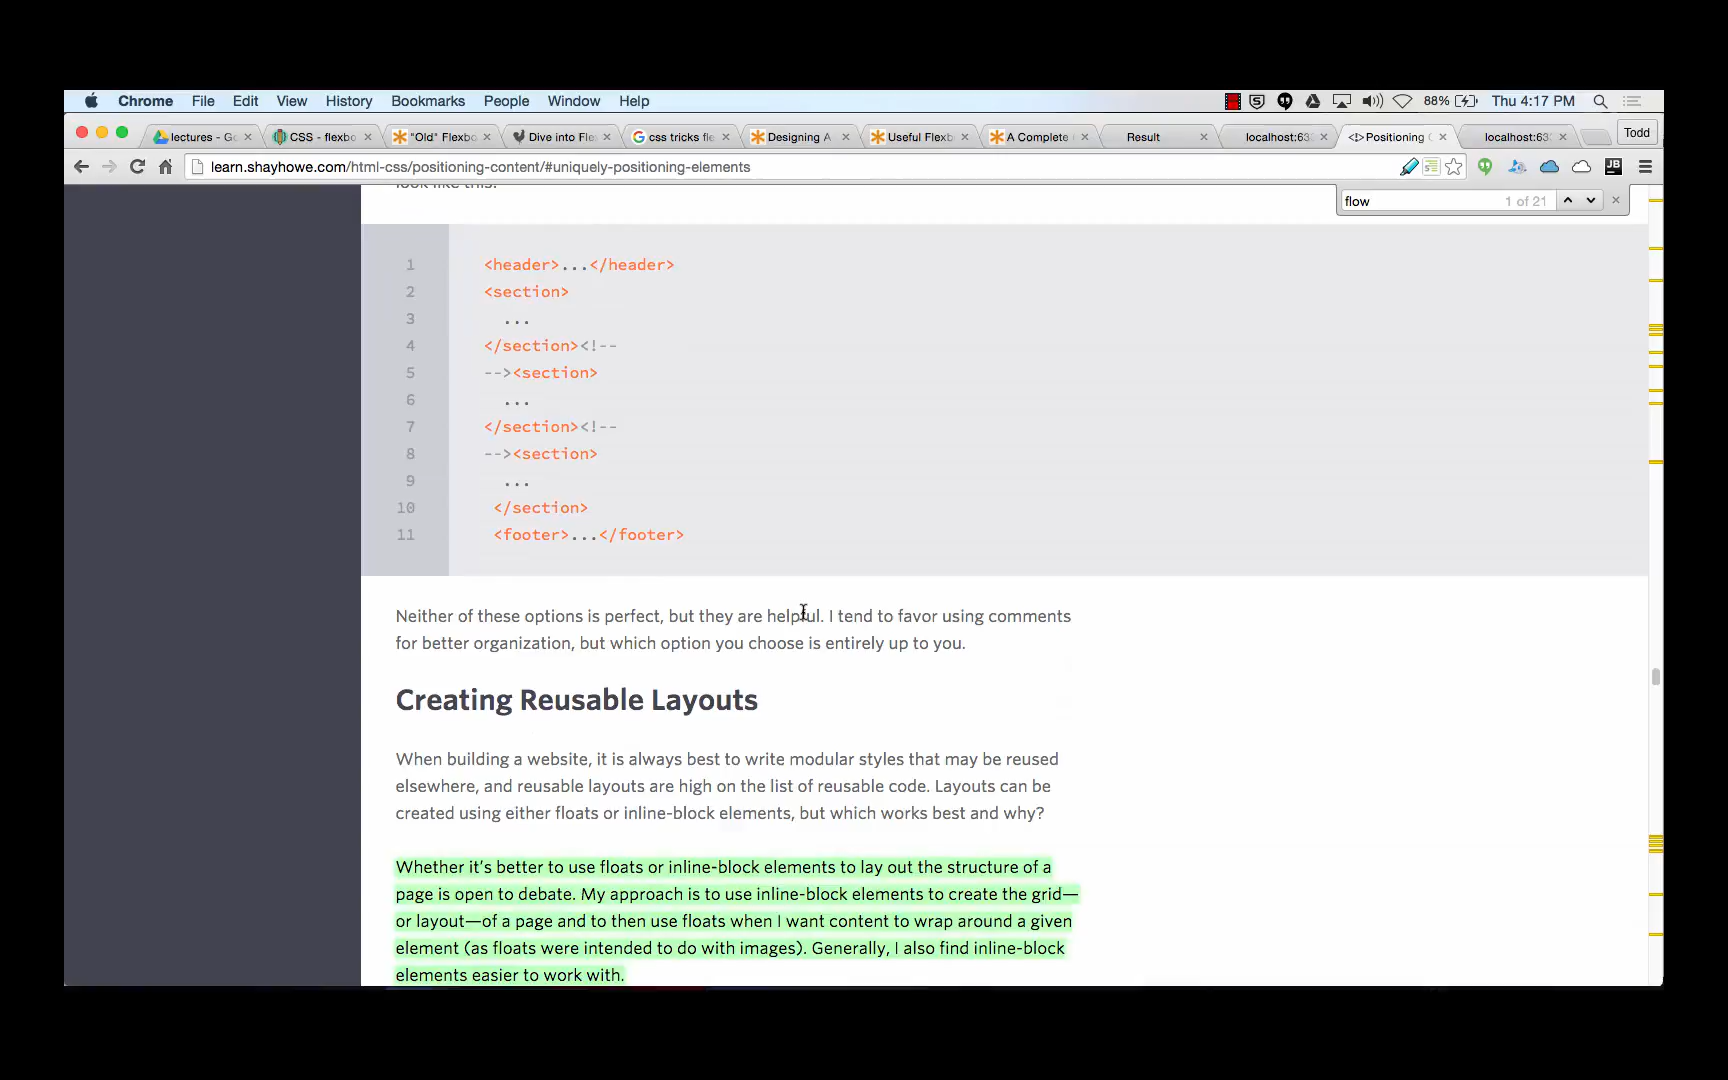 Chrome File Edit View History Bookmarks People Window Help 88% Thu 4:17 PM
lectures - Go CSS - flexbo "Old" Flexbo Dive into Flex css tricks fle Designing A Useful Flexb A Complete Result localhost:63 Positioning C localhost:63 Todd
learn.shayhowe.com/html-css/positioning-content/#uniquely-positioning-elements
look like this:
flow 1 of 21
1 <header>...</header>
2 <section>
3 ...
4 </section><!--
5 --><section>
6 ...
7 </section><!--
8 --><section>
9 ...
10 </section>
11 <footer>...</footer>
Neither of these options is perfect, but they are helpful. I tend to favor using comments
for better organization, but which option you choose is entirely up to you.
Creating Reusable Layouts
When building a website, it is always best to write modular styles that may be reused
elsewhere, and reusable layouts are high on the list of reusable code. Layouts can be
created using either floats or inline-block elements, but which works best and why?
Whether it's better to use floats or inline-block elements to lay out the structure of a
page is open to debate. My approach is to use inline-block elements to create the grid—
or layout—of a page and to then use floats when I want content to wrap around a given
element (as floats were intended to do with images). Generally, I also find inline-block
elements easier to work with.